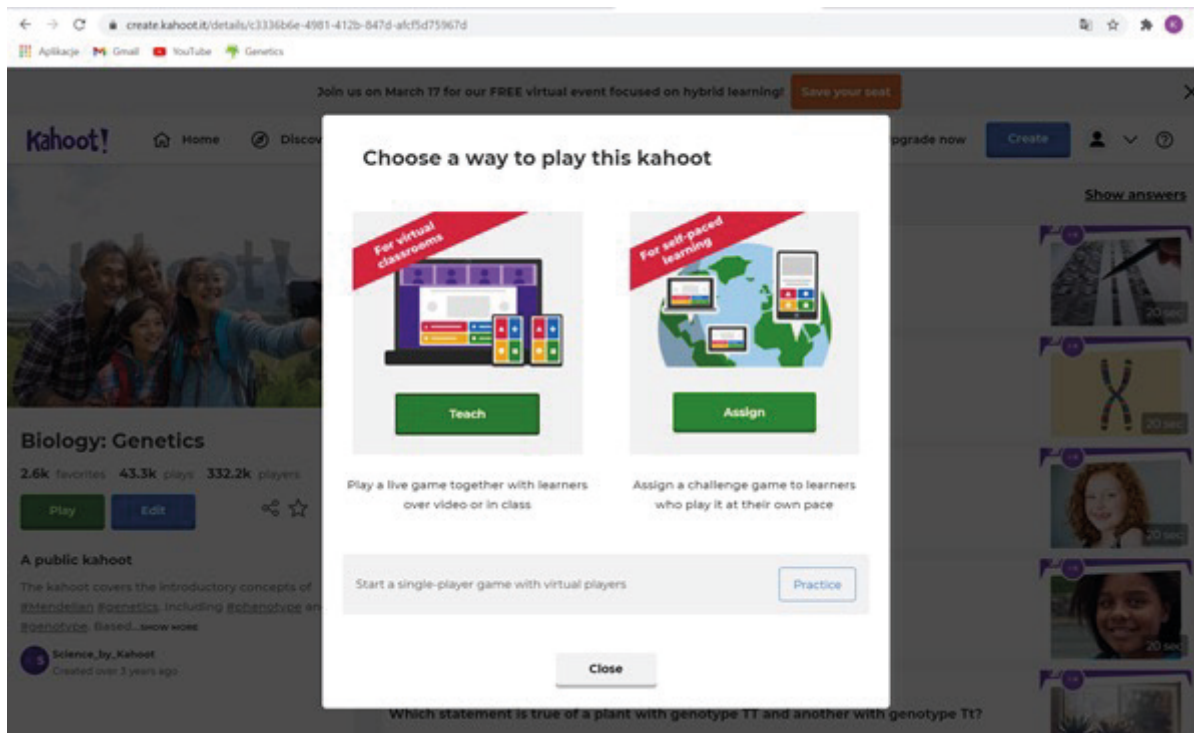 create.kahoot.it/details/c3336b6e-4981-412b-847d-afcf5d75967d
K
Aplikacje Gmail YouTube Genetics
Join us on March 17 for our FREE virtual event focused on hybrid learning! Save your seat
Kahoot! Home Discov pgrade now Create
Choose a way to play this kahoot
Show answers
For virtual
classrooms
For self-paced
learning
20 sec
Teach
Assign
20 sec
Biology: Genetics
2.6k favorites 43.3k plays 332.2k players
Play a live game together with learners
over video or in class
Assign a challenge game to learners
who play it at their own pace
Play Edit
20 sec
A public kahoot
The kahoot covers the introductory concepts of
#Mendelian #genetics, including #phenotype an
#genotype. Based...SHOW MORE
Start a single-player game with virtual players Practice
S
Science_by_Kahoot
Created over 3 years ago
20 sec
Close
Which statement is true of a plant with genotype TT and another with genotype Tt?